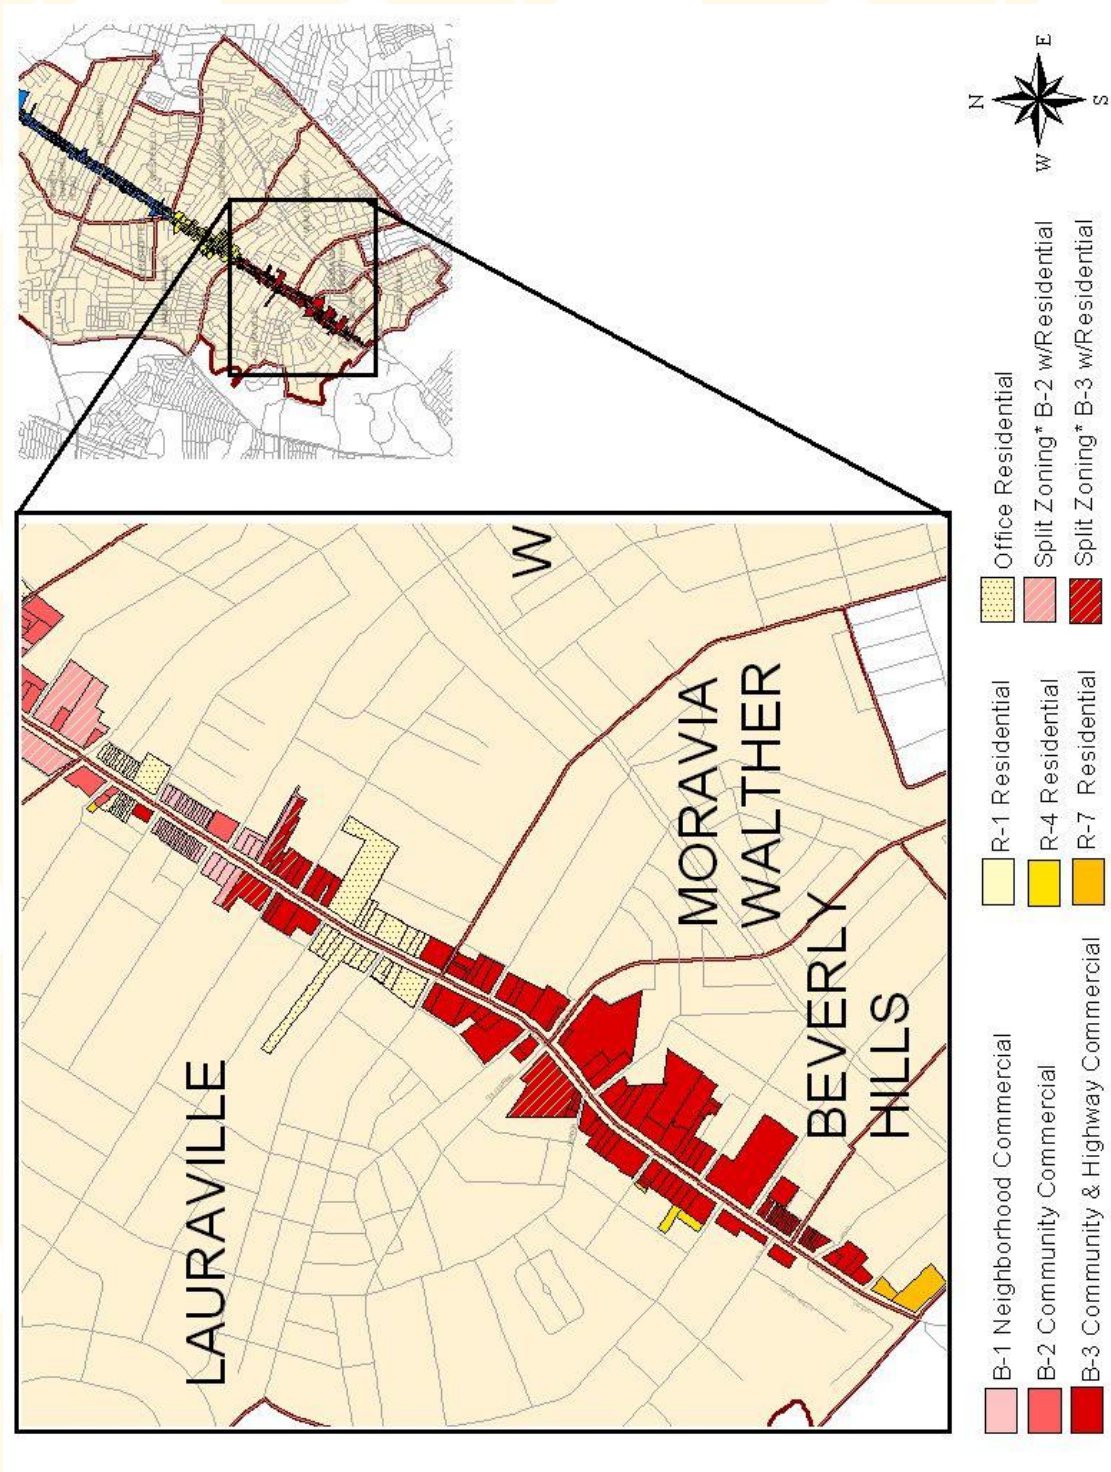 LAURAVILLE
MORAVIA
WALTHER
BEVERLY
HILLS
W
B-1 Neighborhood Commercial
B-2 Community Commercial
B-3 Community & Highway Commercial
R-1 Residential
R-4 Residential
R-7 Residential
Office Residential
Split Zoning* B-2 w/Residential
Split Zoning* B-3 w/Residential
N
E
S
W